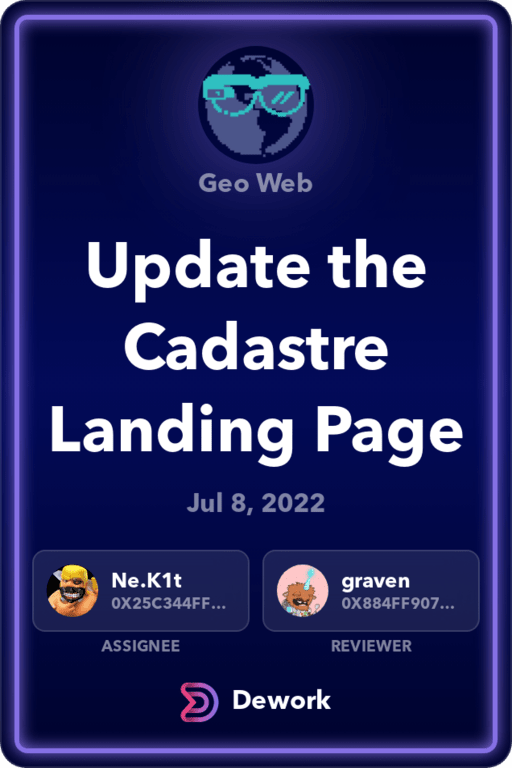 Geo Web
Update the
Cadastre
Landing Page
Jul 8, 2022
Ne.K1t
0X25C344FF...
graven
0X884FF907...
ASSIGNEE
REVIEWER
Dework